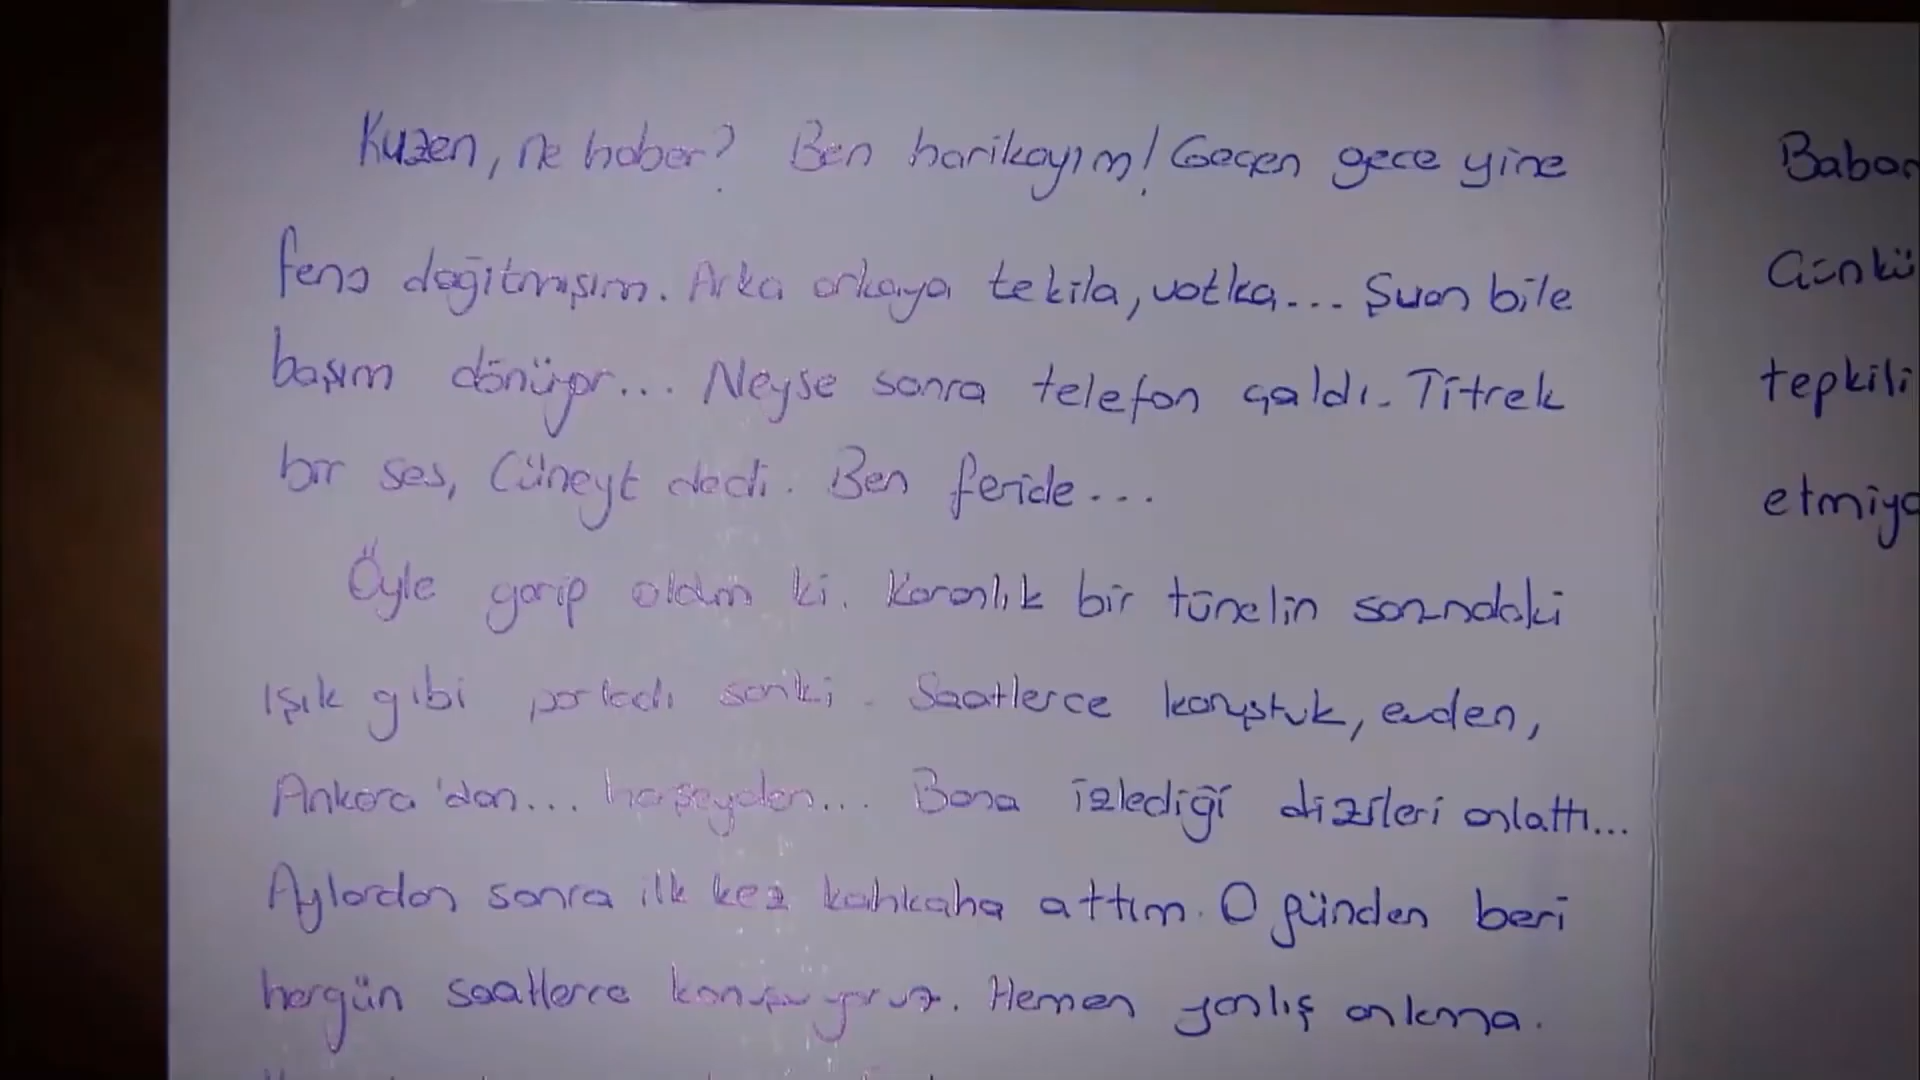 Kuzen, ne haber? Ben harikayım! Geçen gece yine
fena dağıtmışım. Arka arkaya tekila, votka... Şuan bile
başım dönüyor... Neyse sonra telefon çaldı. Titrek
bir ses, Cüneyt dedi. Ben feride...
Öyle garip oldum ki. Karanlık bir tünelin sonundaki
ışık gibi parladı sanki. Saatlerce konuştuk, evden,
Ankara'dan... herşeyden... Bana izlediği dizileri anlattı...
Aylardan sonra ilk kez kahkaha attım. O günden beri
hergün saatlerce konuşuyoruz. Hemen yanlış anlama.
Baban
Günkü
tepkili
etmiyo